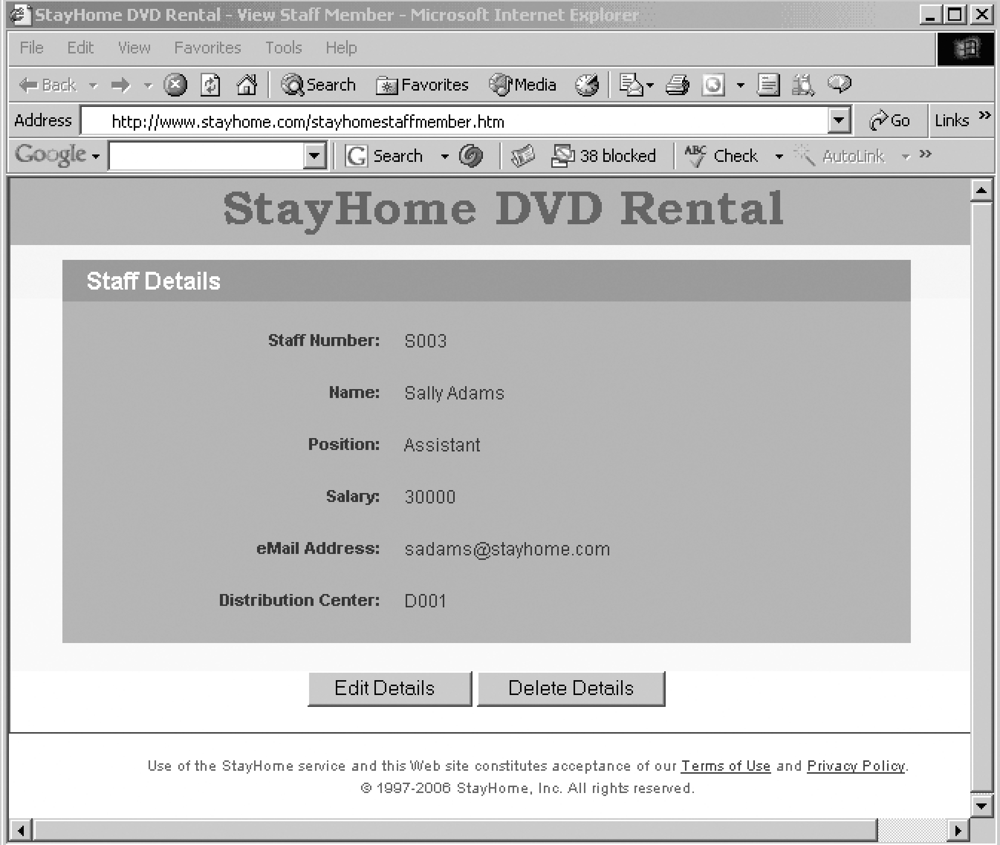 StayHome DVD Rental - View Staff Member - Microsoft Internet Explorer
File Edit View Favorites Tools Help
Back Search Favorites Media
Address http://www.stayhome.com/stayhomestaffmember.htm Go Links »
Google G Search 38 blocked ABC Check AutoLink »
StayHome DVD Rental
Staff Details
Staff Number: S003
Name: Sally Adams
Position: Assistant
Salary: 30000
eMail Address: sadams@stayhome.com
Distribution Center: D001
Edit Details Delete Details
Use of the StayHome service and this Web site constitutes acceptance of our Terms of Use and Privacy Policy.
© 1997-2006 StayHome, Inc. All rights reserved.